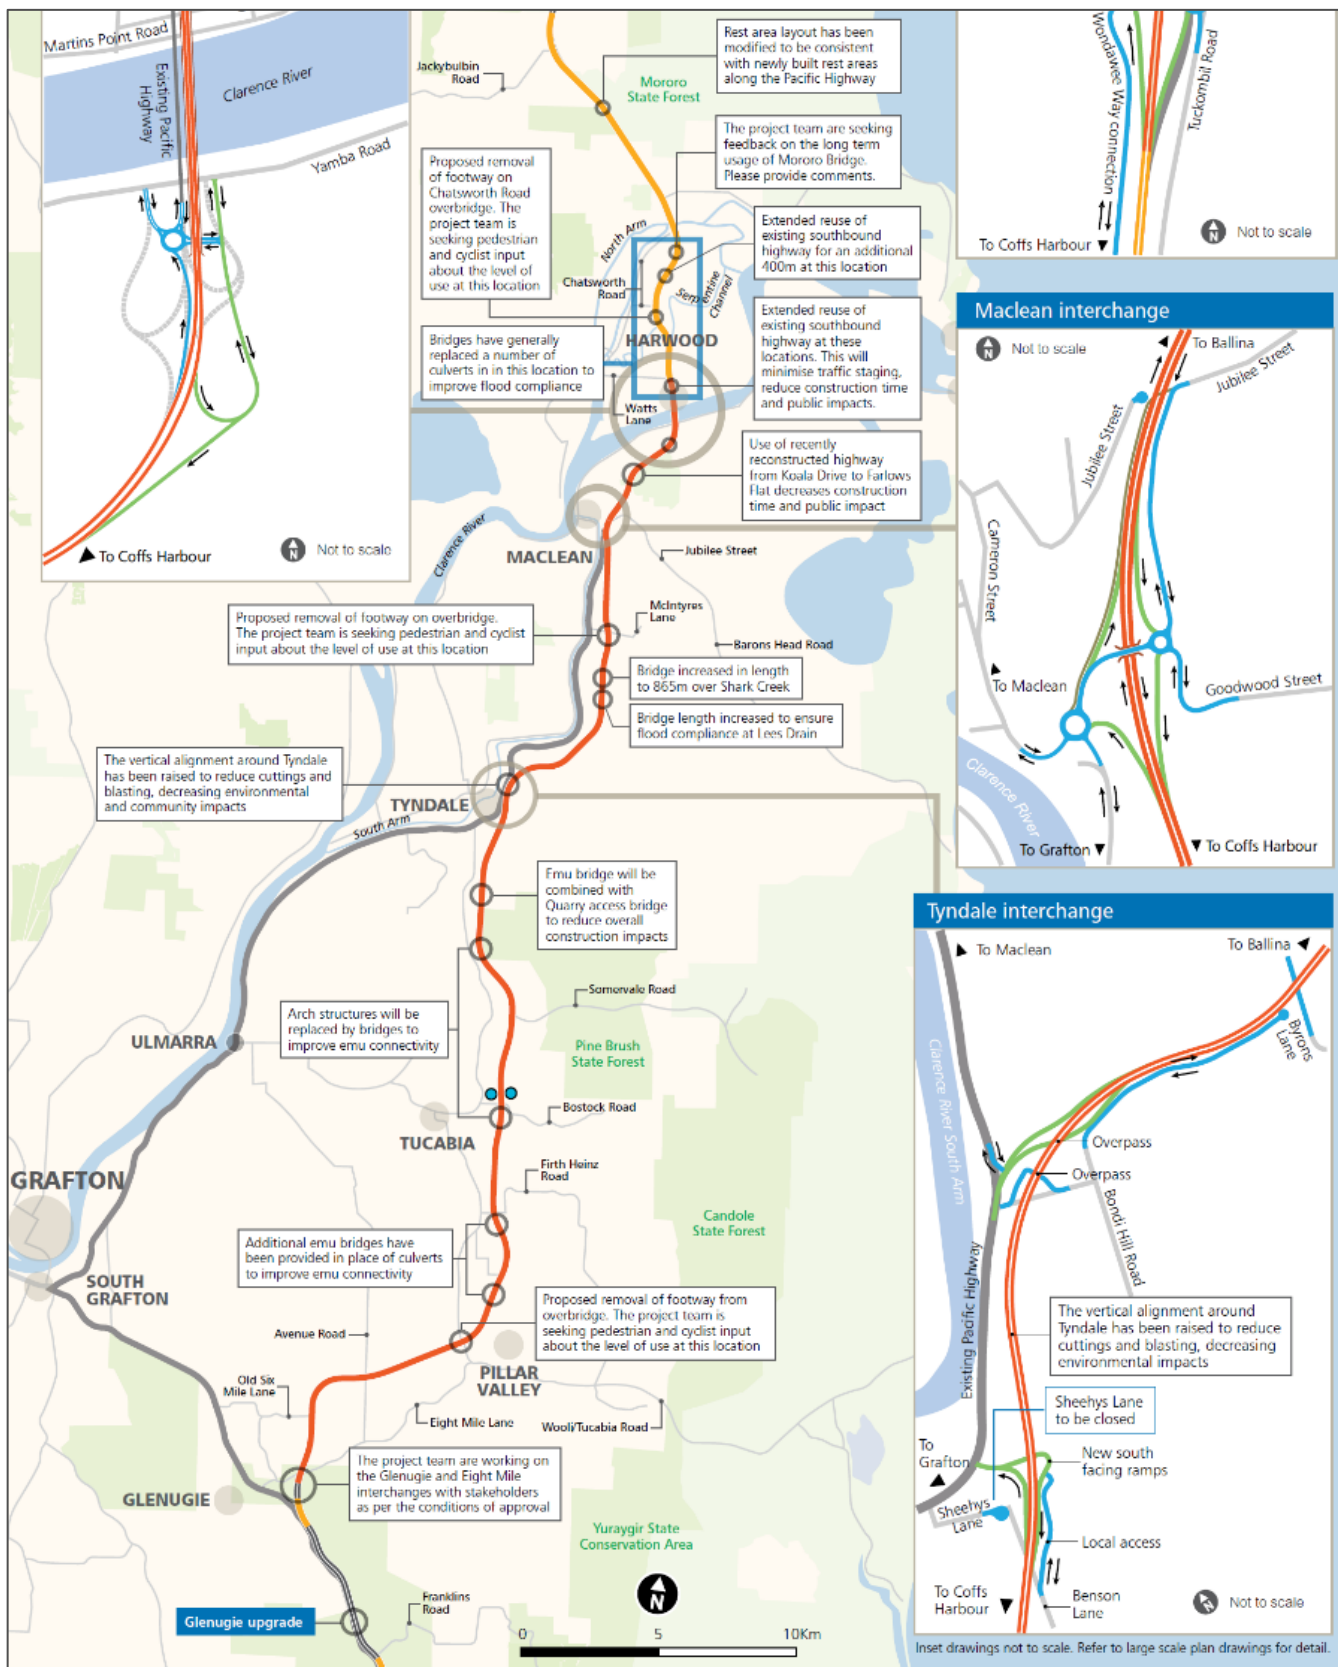 Martins Point Road
Existing Pacific
Highway
Clarence River
Yamba Road
To Coffs Harbour
N
Not to scale
Jackybulbin
Road
Mororo
State Forest
Rest area layout has been
modified to be consistent
with newly built rest areas
along the Pacific Highway
The project team are seeking
feedback on the long term
usage of Mororo Bridge.
Please provide comments.
Proposed removal
of footway on
Chatsworth Road
overbridge. The
project team is
seeking pedestrian
and cyclist input
about the level of
use at this location
Extended reuse of
existing southbound
highway for an additional
400m at this location
North Arm
Chatsworth
Road
Serpentine
Channel
HARWOOD
Extended reuse of
existing southbound
highway at these
locations. This will
minimise traffic staging,
reduce construction time
and public impacts.
Bridges have generally
replaced a number of
culverts in in this location to
improve flood compliance
Watts
Lane
Use of recently
reconstructed highway
from Koala Drive to Farlows
Flat decreases construction
time and public impact
Clarence River
MACLEAN
Jubilee Street
McIntyres
Lane
Barons Head Road
Proposed removal of footway on overbridge.
The project team is seeking pedestrian and cyclist
input about the level of use at this location
Bridge increased in length
to 865m over Shark Creek
Bridge length increased to ensure
flood compliance at Lees Drain
The vertical alignment around Tyndale
has been raised to reduce cuttings and
blasting, decreasing environmental
and community impacts
TYNDALE
South Arm
Emu bridge will be
combined with
Quarry access bridge
to reduce overall
construction impacts
Somervale Road
Arch structures will be
replaced by bridges to
improve emu connectivity
ULMARRA
Pine Brush
State Forest
Bostock Road
TUCABIA
Firth Heinz
Road
GRAFTON
Candole
State Forest
Additional emu bridges have
been provided in place of culverts
to improve emu connectivity
SOUTH
GRAFTON
Proposed removal of footway from
overbridge. The project team is
seeking pedestrian and cyclist input
about the level of use at this location
Avenue Road
PILLAR
VALLEY
Old Six
Mile Lane
Eight Mile Lane
Wooli/Tucabia Road
The project team are working on
the Glenugie and Eight Mile
interchanges with stakeholders
as per the conditions of approval
GLENUGIE
Yuraygir State
Conservation Area
Franklins
Road
Glenugie upgrade
N
0
5
10Km
Wondawee Way connection
Tuckombil Road
To Coffs Harbour
N
Not to scale
Maclean interchange
N
Not to scale
To Ballina
Jubilee Street
Jubilee Street
Cameron Street
To Maclean
Goodwood Street
Clarence River
To Grafton
To Coffs Harbour
Tyndale interchange
To Maclean
To Ballina
Clarence River South Arm
Byrons
Lane
Overpass
Overpass
Bondi Hill Road
Existing Pacific Highway
The vertical alignment around
Tyndale has been raised to reduce
cuttings and blasting, decreasing
environmental impacts
Sheehys Lane
to be closed
To
Grafton
New south
facing ramps
Sheehys
Lane
Local access
To Coffs
Harbour
Benson
Lane
N
Not to scale
Inset drawings not to scale. Refer to large scale plan drawings for detail.